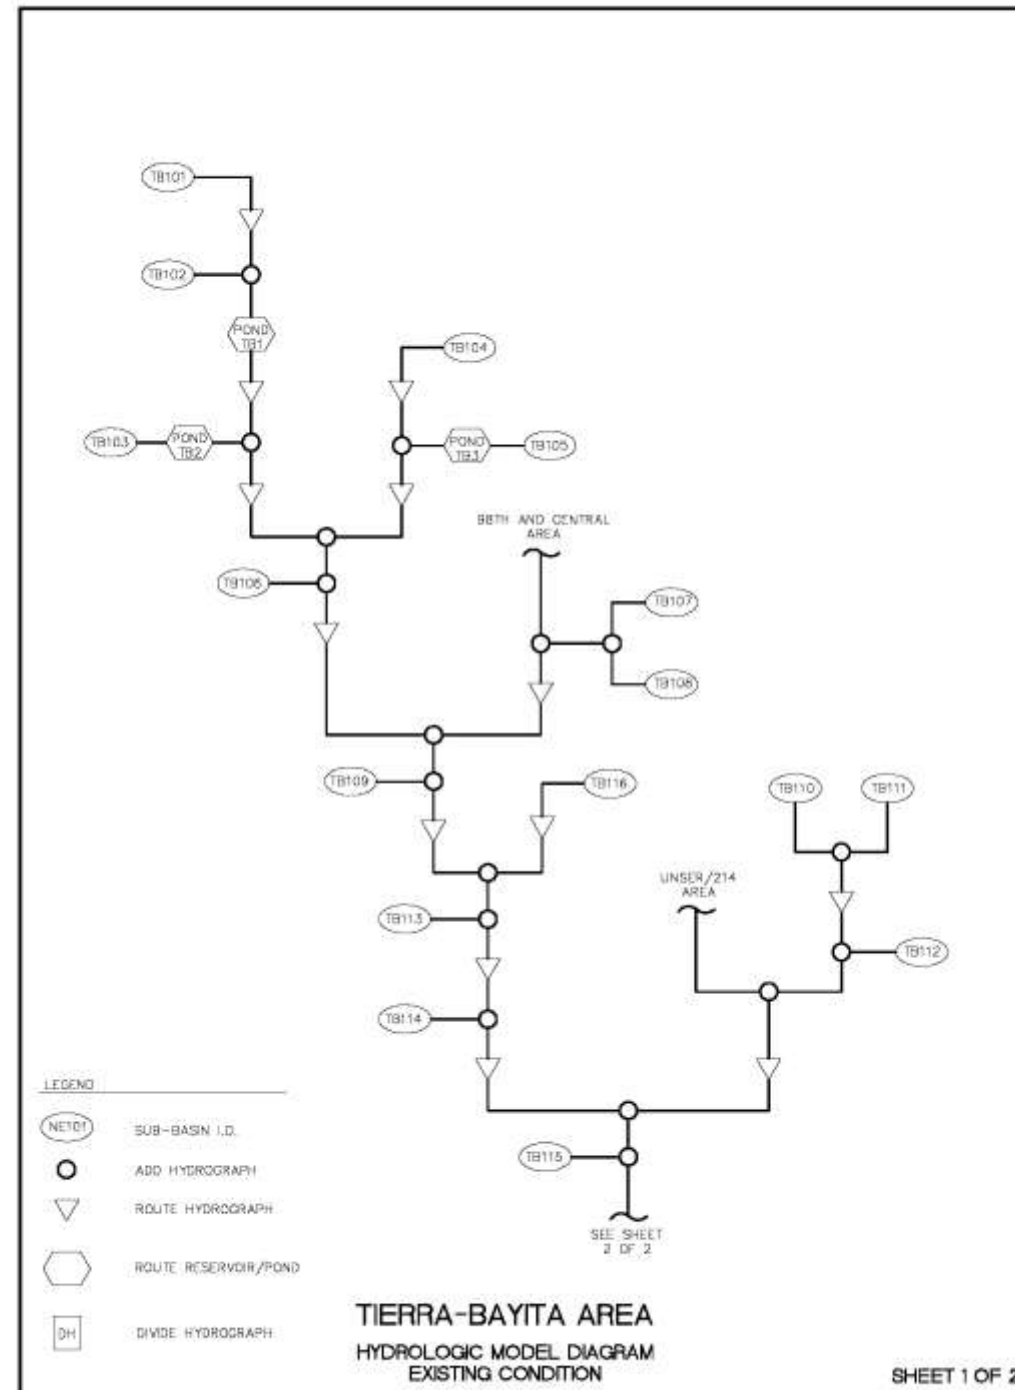 TB101
TB102
POND
TB1
TB104
TB103
POND
TB2
POND
TB3
TB105
98TH AND CENTRAL
AREA
TB106
TB107
TB108
TB109
TB116
TB110
TB111
UNSER/214
AREA
TB113
TB112
TB114
LEGEND
NE101
SUB-BASIN I.D.
ADD HYDROGRAPH
ROUTE HYDROGRAPH
ROUTE RESERVOIR/POND
DH
DIVIDE HYDROGRAPH
TB115
SEE SHEET
2 OF 2
TIERRA-BAYITA AREA
HYDROLOGIC MODEL DIAGRAM
EXISTING CONDITION
SHEET 1 OF 2